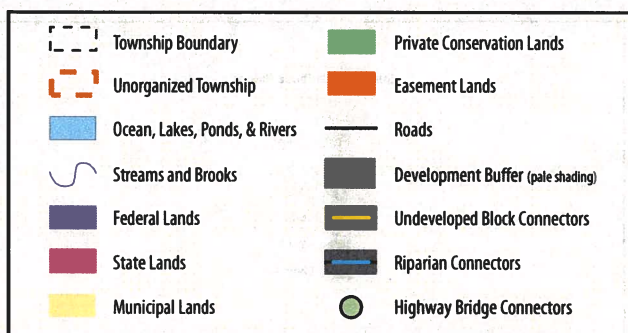 Township Boundary
Unorganized Township
Ocean, Lakes, Ponds, & Rivers
Streams and Brooks
Federal Lands
State Lands
Municipal Lands
Private Conservation Lands
Easement Lands
Roads
Development Buffer (pale shading)
Undeveloped Block Connectors
Riparian Connectors
Highway Bridge Connectors